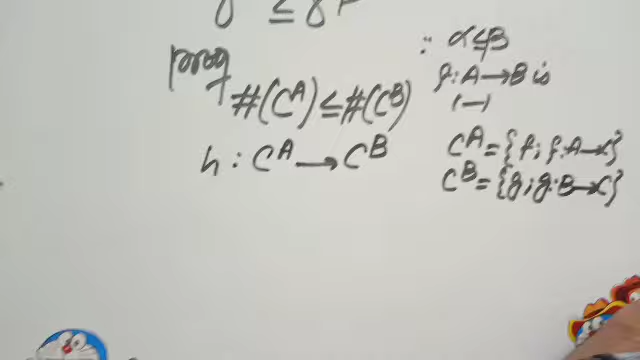 γ^α ≤ γ^β
proof
#(C^A) ≤ #(C^B)
h : C^A → C^B
∵ α ≤ β
f: A → B is
1-1
C^A = {f; f: A → C}
C^B = {g; g: B → C}